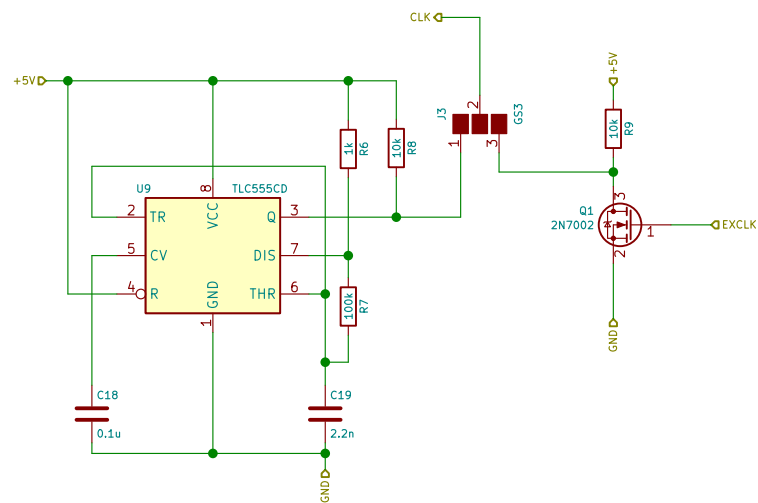 CLK
+5V
+5V
J3
2
GS3
1
3
R6
1k
R8
10k
R9
10k
U9
TLC555CD
8
VCC
2
TR
Q
3
5
CV
DIS
7
4
R
THR
6
GND
1
R7
100k
3
Q1
2N7002
1
EXCLK
2
GND
C18
0.1u
C19
2.2n
GND